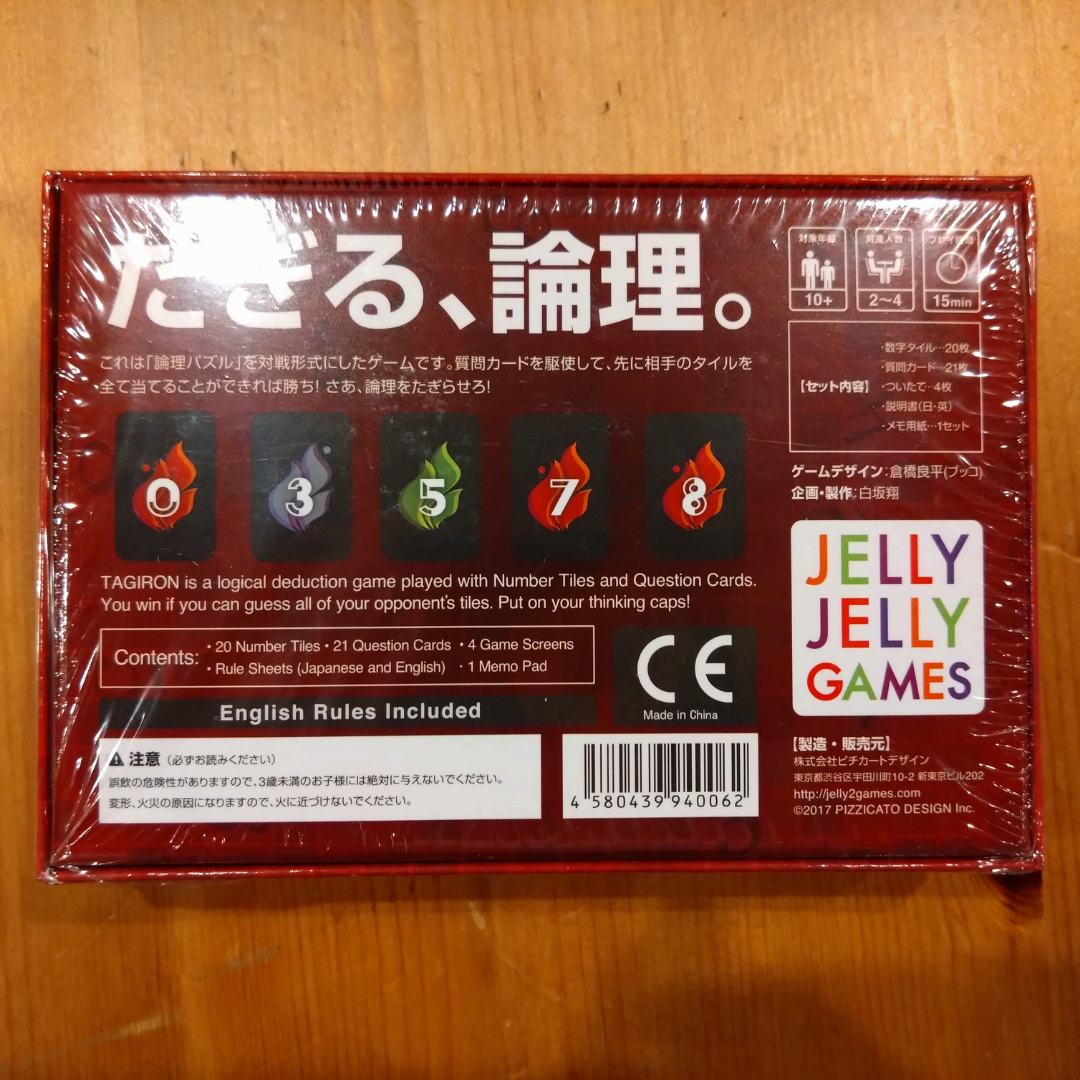 たぎる、論理。
これは「論理パズル」を対戦形式にしたゲームです。質問カードを駆使して、先に相手のタイルを
全て当てることができれば勝ち! さあ、論理をたぎらせろ!
0 3 5 7 8
TAGIRON is a logical deduction game played with Number Tiles and Question Cards.
You win if you can guess all of your opponent's tiles. Put on your thinking caps!
Contents:
・20 Number Tiles・21 Question Cards ・4 Game Screens
・Rule Sheets (Japanese and English) ・1 Memo Pad
English Rules Included
CE
Made in China
注意 (必ずお読みください)
誤飲の危険性がありますので、3歳未満のお子様には絶対に与えないでください。
変形、火災の原因になりますので、火に近づけないでください。
4 580439 940062
対象年齢 対象人数 プレイ時間
10+ 2〜4 15min
【セット内容】
・数字タイル…20枚
・質問カード…21枚
・ついたて…4枚
・説明書(日・英)
・メモ用紙…1セット
ゲームデザイン:倉橋良平(ブッコ)
企画・製作:白坂翔
JELLY
JELLY
GAMES
【製造・販売元】
株式会社ピチカートデザイン
東京都渋谷区宇田川町10-2 新東京ビル202
http://jelly2games.com
©2017 PIZZICATO DESIGN Inc.